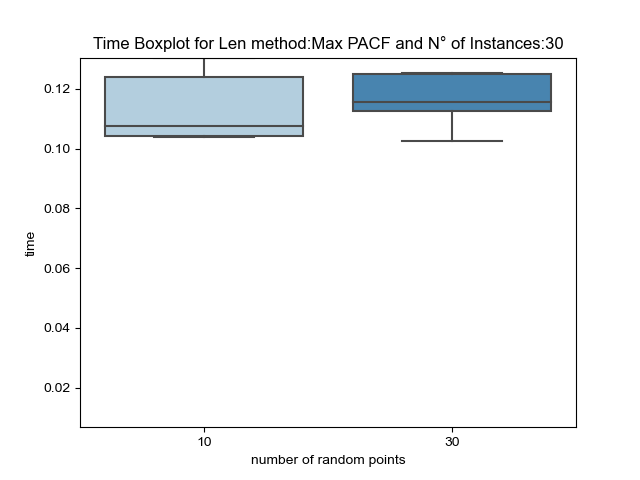 Time Boxplot for Len method:Max PACF and N° of Instances:30
0.12
0.10
0.08
0.06
0.04
0.02
time
10
30
number of random points